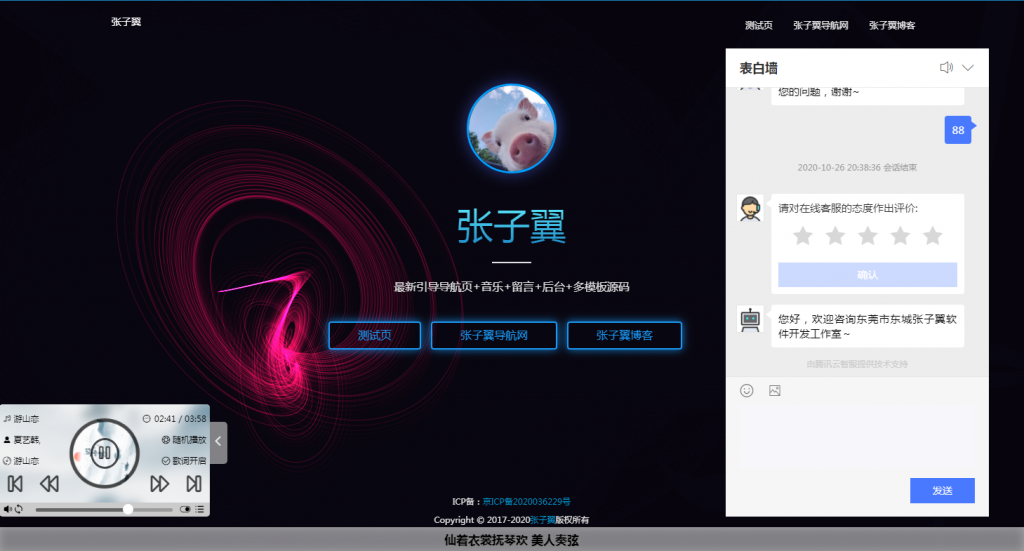 张子翼
测试页 张子翼导航网 张子翼博客
表白墙
您的问题，谢谢~
88
2020-10-26 20:38:36 会话结束
请对在线客服的态度作出评价:
确认
您好，欢迎咨询东莞市东城张子翼软
件开发工作室～
由腾讯云智服提供技术支持
发送
张子翼
最新引导导航页+音乐+留言+后台+多模板源码
测试页 张子翼导航网 张子翼博客
游山恋
02:41 / 03:58
夏艺韩,
随机播放
游山恋
歌词开启
ICP备：京ICP备2020036229号
Copyright © 2017-2020张子翼版权所有
仙着衣裳抚琴欢 美人奏弦